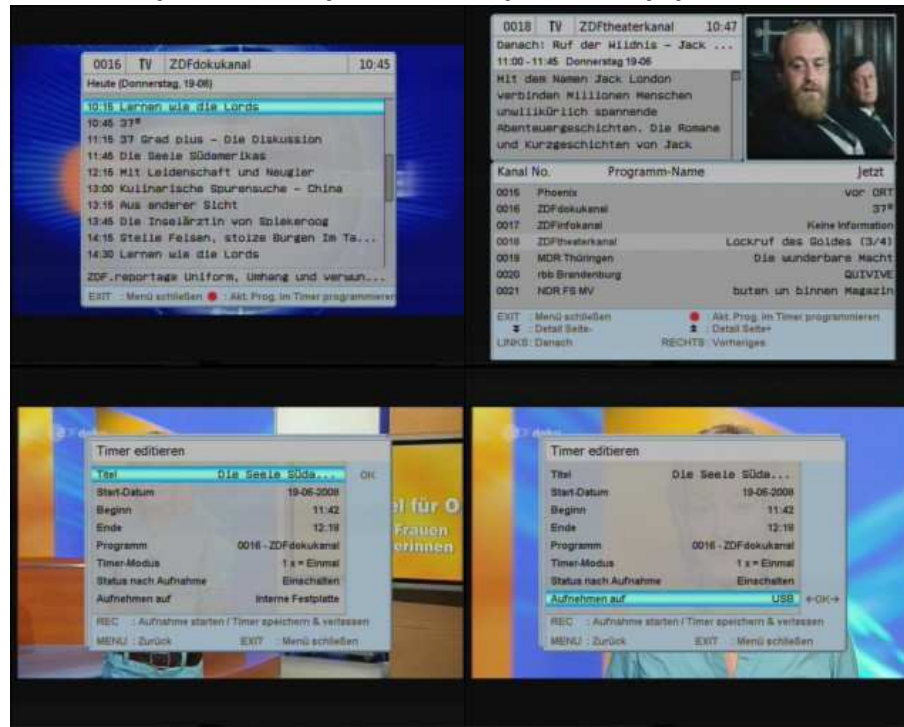 0016 TV ZDFdokukanal 10:45
Heute (Donnerstag, 19-06)
10:15 Lernen wie die Lords
10:45 37°
11:15 37 Grad plus - Die Diskussion
11:45 Die Seele Südamerikas
12:15 Mit Leidenschaft und Neugier
13:00 Kulinarische Spurensuche - China
13:15 Aus anderer Sicht
13:45 Die Inselärztin von Spiekeroog
14:15 Steile Felsen, stolze Burgen Im Ta...
14:30 Lernen wie die Lords
ZDF.reportage Uniform, Umhang und verwun...
EXIT : Menü schließen : Akt. Prog. im Timer programmieren
0018 TV ZDFtheaterkanal 10:47
Danach: Ruf der Wildnis - Jack ...
11:00 - 11:45 Donnerstag 19-06
Mit dem Namen Jack London
verbinden Millionen Menschen
unwillkürlich spannende
Abenteuergeschichten. Die Romane
und Kurzgeschichten von Jack
Kanal No. Programm-Name Jetzt
0015 Phoenix vor ORT
0016 ZDFdokukanal 37°
0017 ZDFinfokanal Keine Information
0018 ZDFtheaterkanal Lockruf des Goldes (3/4)
0019 MDR Thüringen Die wunderbare Macht
0020 rbb Brandenburg QUIVIVE
0021 NDR FS MV buten un binnen Magazin
EXIT : Menü schließen : Akt. Prog. im Timer programmieren
: Detail Seite- : Detail Seite+
LINKS : Danach RECHTS : Vorheriges
Timer editieren
Titel Die Seele Süda... OK
Start-Datum 19-06-2008
Beginn 11:42
Ende 12:18
Programm 0016 - ZDFdokukanal
Timer-Modus 1 x = Einmal
Status nach Aufnahme Einschalten
Aufnehmen auf Interne Festplatte
REC : Aufnahme starten / Timer speichern & verlassen
MENU : Zurück EXIT : Menü schließen
l für O
Frauen
erinnen
Timer editieren
Titel Die Seele Süda...
Start-Datum 19-06-2008
Beginn 11:42
Ende 12:18
Programm 0016 - ZDFdokukanal
Timer-Modus 1 x = Einmal
Status nach Aufnahme Einschalten
Aufnehmen auf USB ←OK→
REC : Aufnahme starten / Timer speichern & verlassen
MENU : Zurück EXIT : Menü schließen